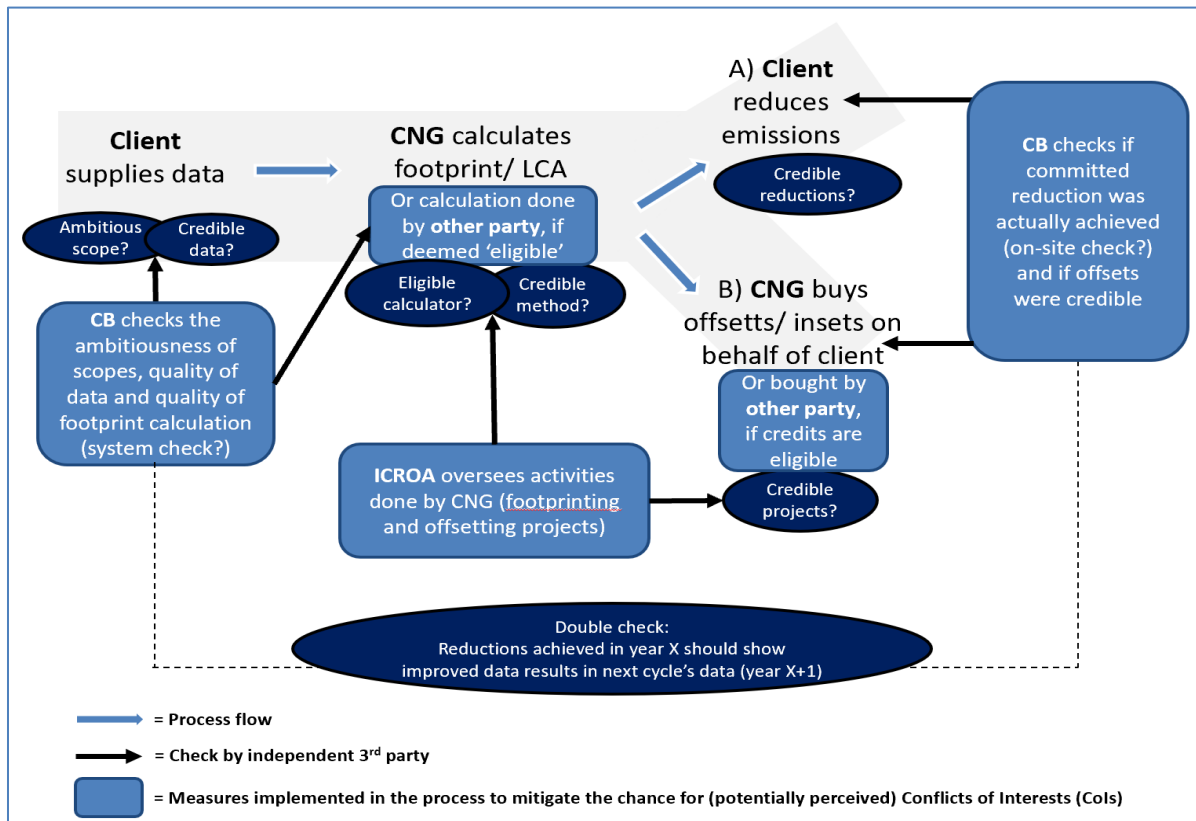 Client
supplies data
Ambitious
scope?
Credible
data?
CB checks the
ambitiousness of
scopes, quality of
data and quality of
footprint calculation
(system check?)
CNG calculates
footprint/ LCA
Or calculation done
by other party, if
deemed ‘eligible’
Eligible
calculator?
Credible
method?
ICROA oversees activities
done by CNG (footprinting
and offsetting projects)
A) Client
reduces
emissions
Credible
reductions?
B) CNG buys
offsetts/ insets on
behalf of client
Or bought by
other party,
if credits are
eligible
Credible
projects?
CB checks if
committed
reduction was
actually achieved
(on-site check?)
and if offsets
were credible
Double check:
Reductions achieved in year X should show
improved data results in next cycle’s data (year X+1)
= Process flow
= Check by independent 3rd party
= Measures implemented in the process to mitigate the chance for (potentially perceived) Conflicts of Interests (CoIs)